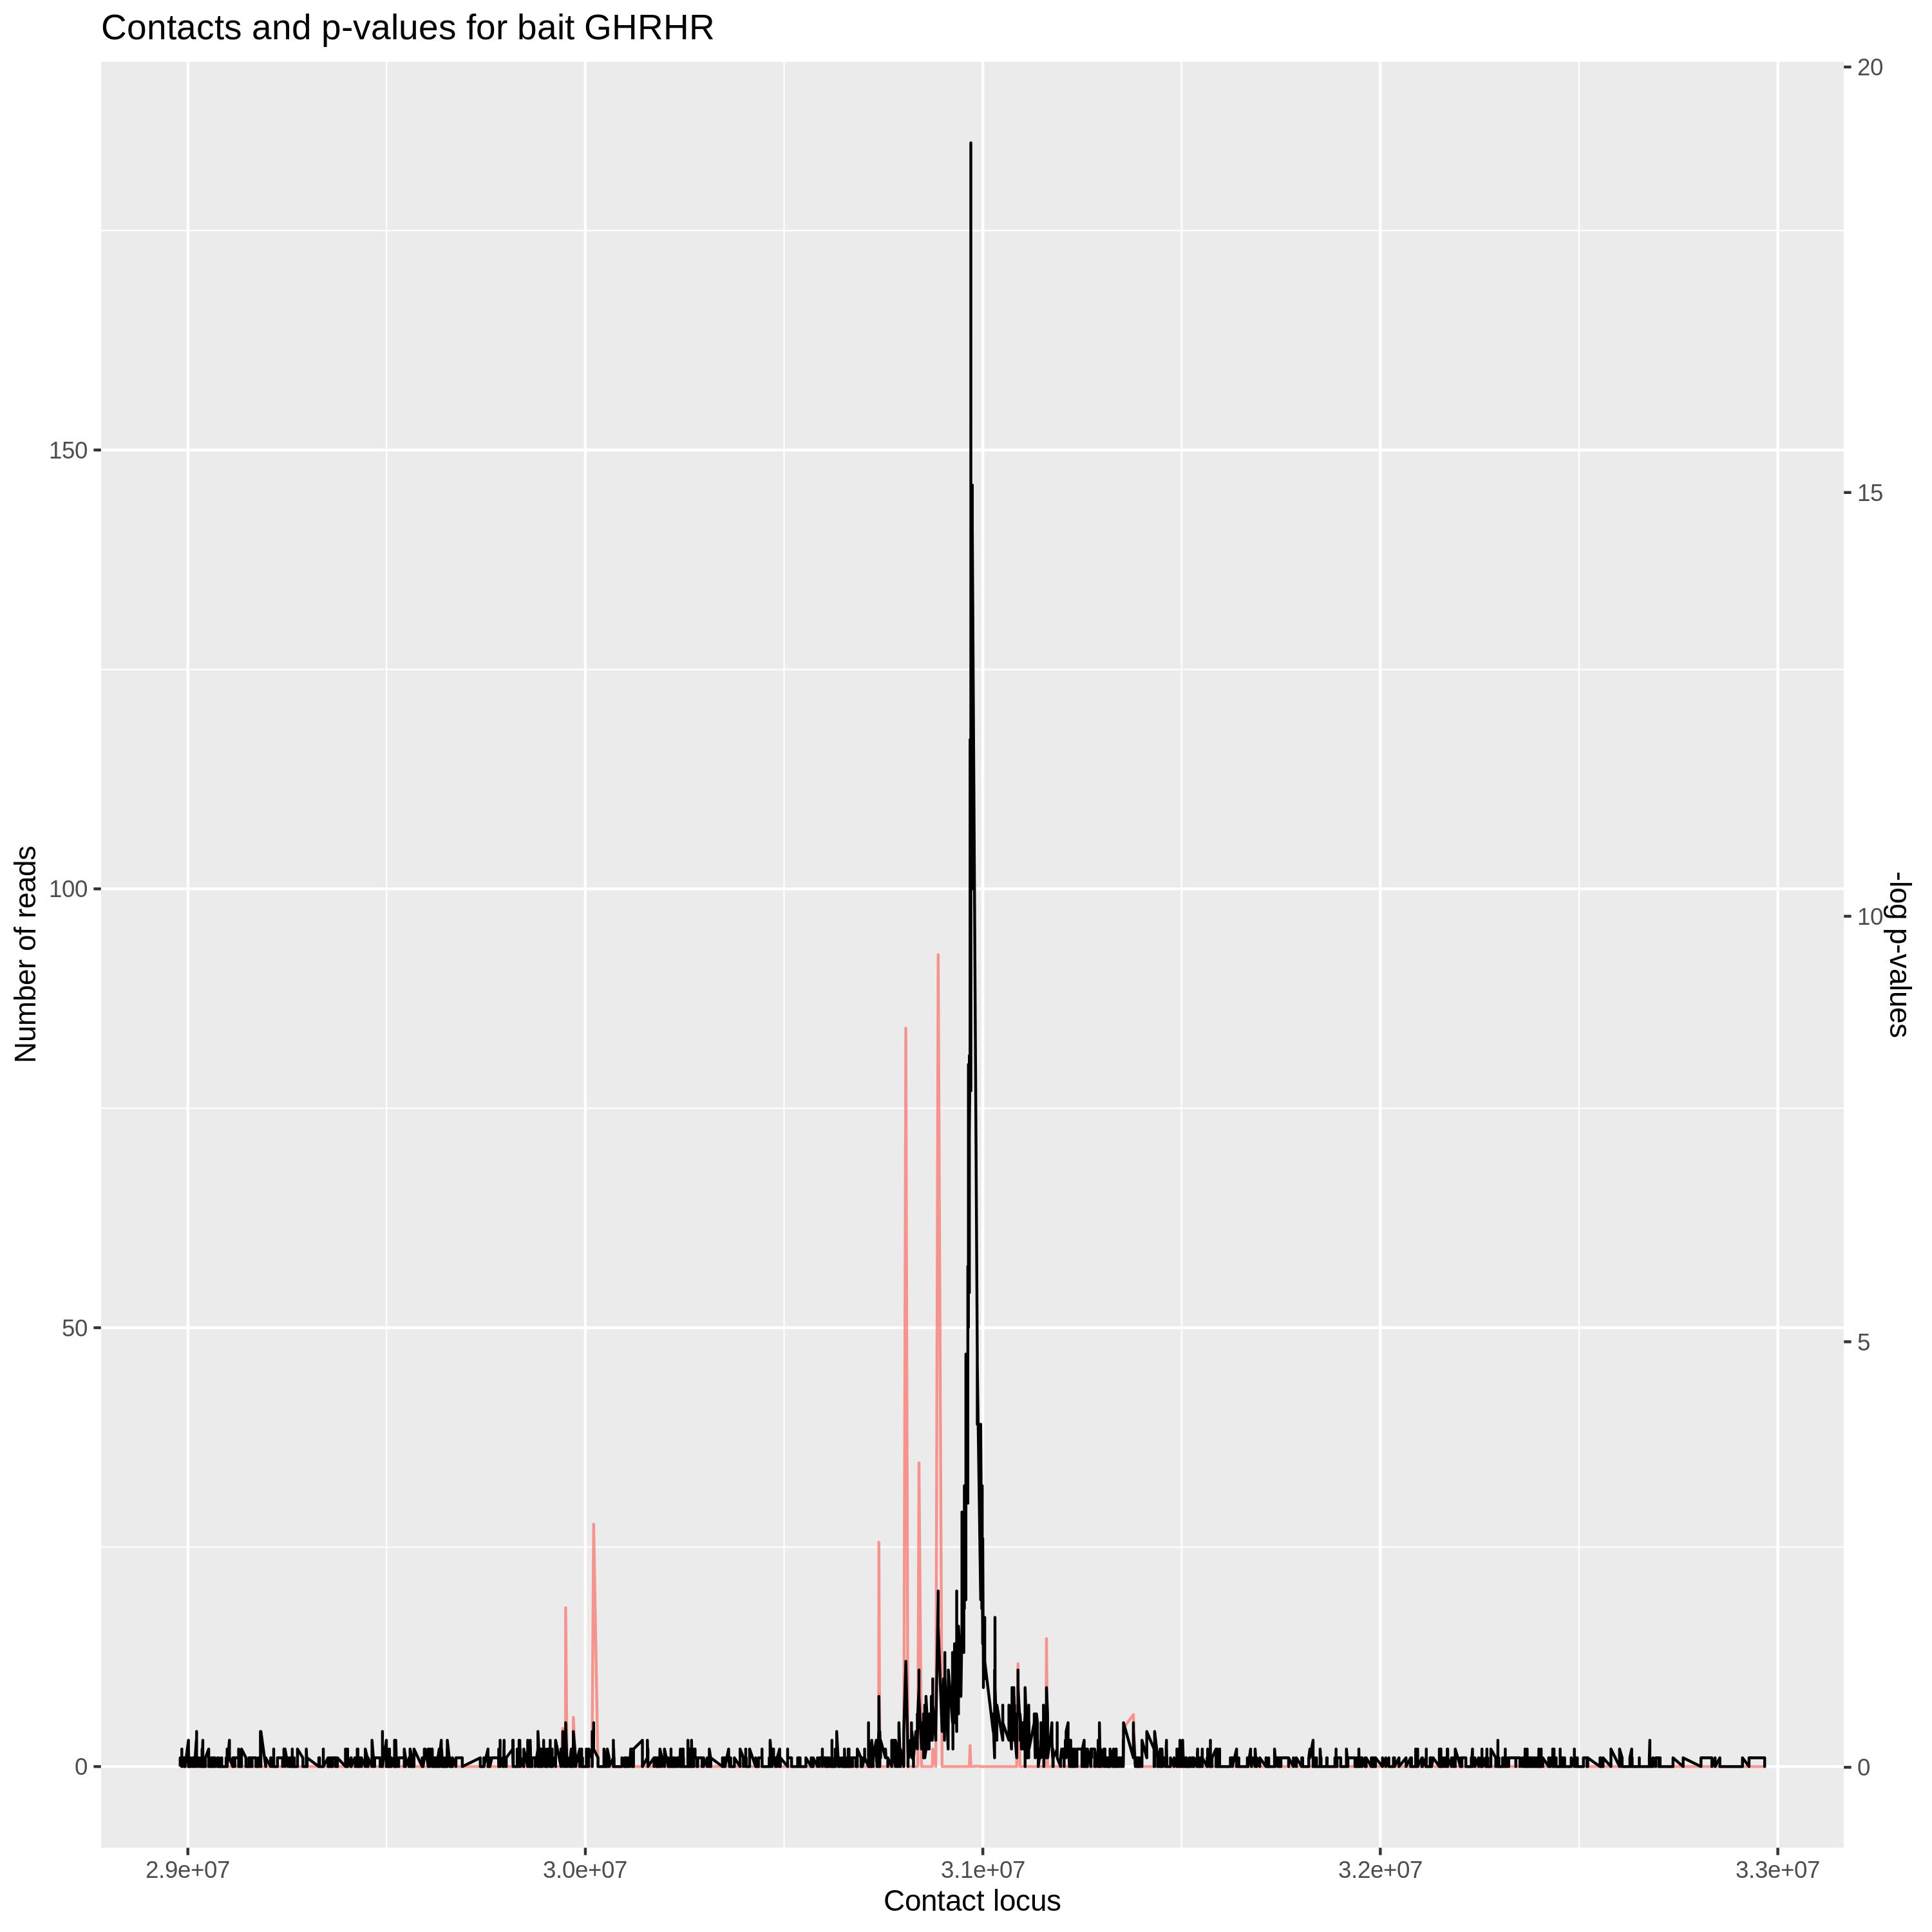 Contacts and p-values for bait GHRHR
20
150
15
100
10
50
5
0
0
Number of reads
-log p-values
2.9e+07 3.0e+07 3.1e+07 3.2e+07 3.3e+07
Contact locus